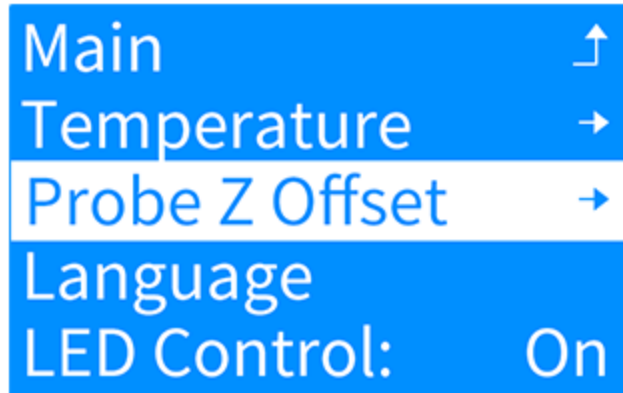 Main
Temperature
Probe Z Offset
Language
LED Control: On